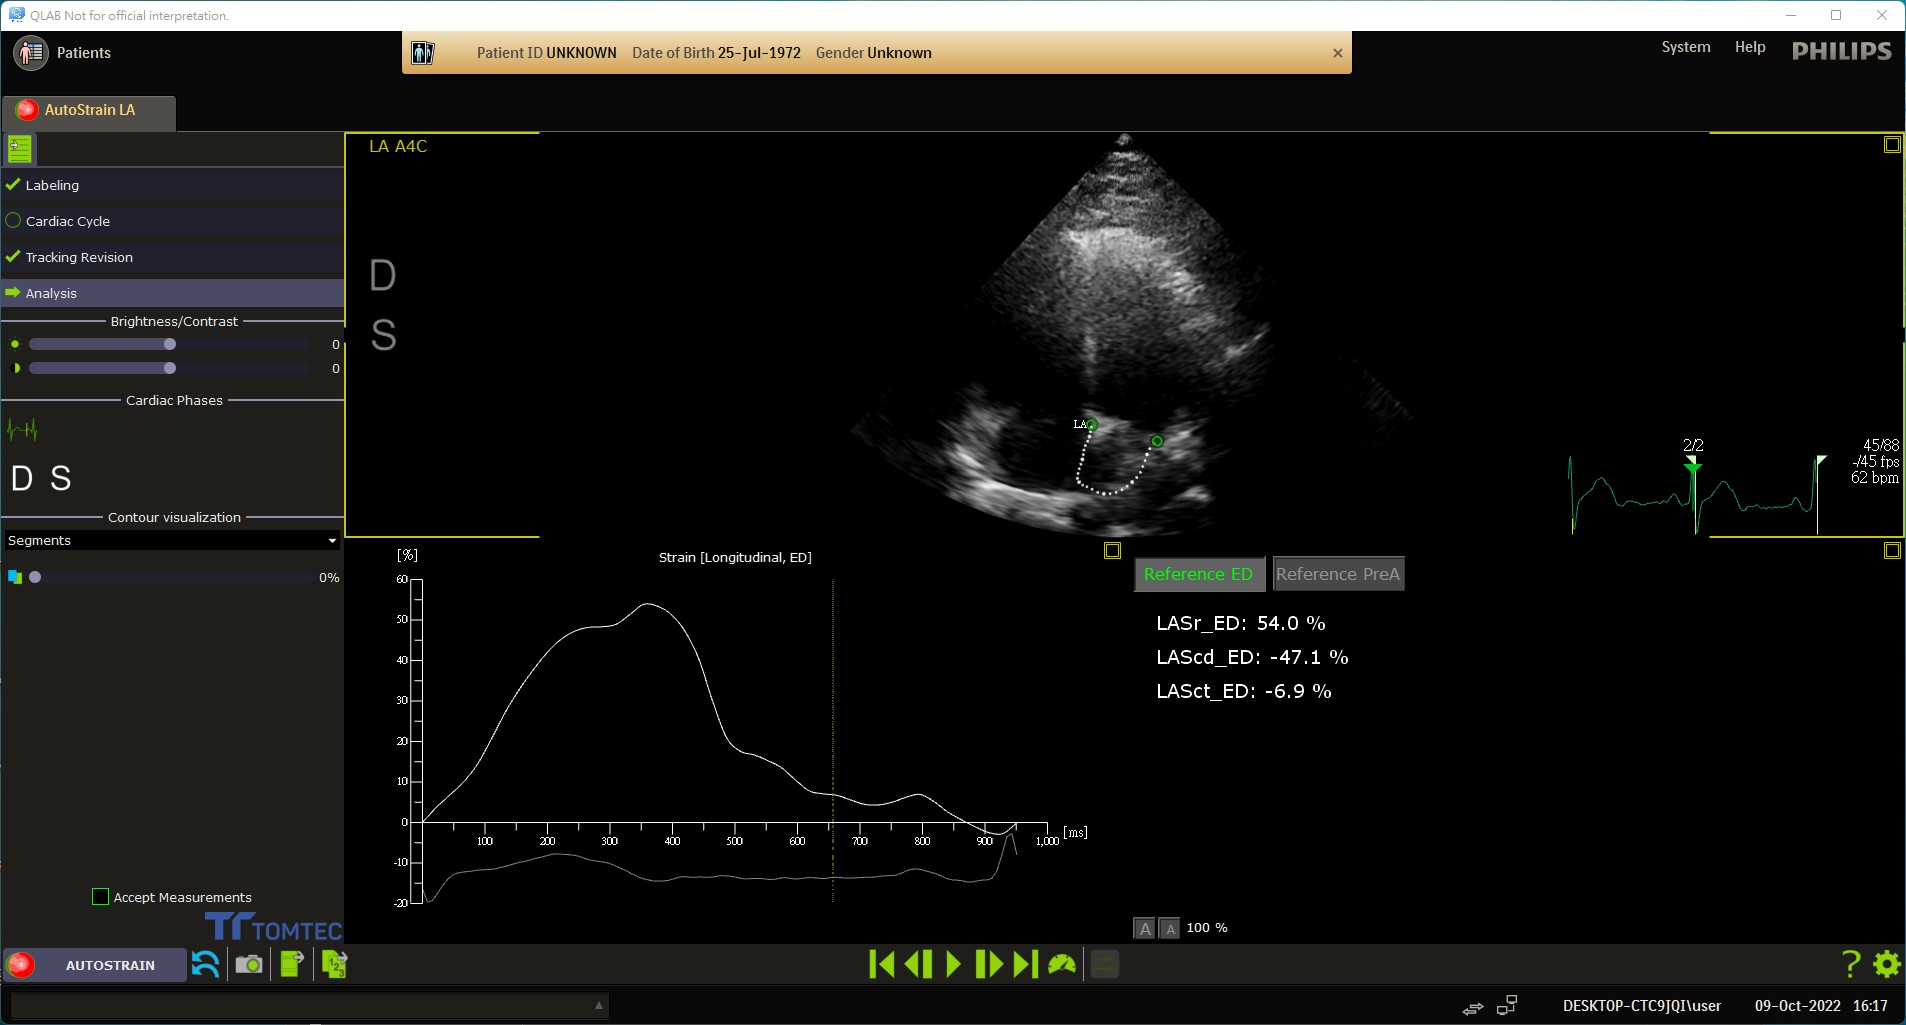 QLAB Not for official interpretation.
Patients
Patient ID UNKNOWN Date of Birth 25-Jul-1972 Gender Unknown
System Help PHILIPS
AutoStrain LA
Labeling
Cardiac Cycle
Tracking Revision
Analysis
Brightness/Contrast
0
0
Cardiac Phases
D S
Contour visualization
Segments
0%
Accept Measurements
TOMTEC
LA A4C
D
S
LA
2/2
45/88
-/45 fps
62 bpm
[%]
Strain [Longitudinal, ED]
60
50
40
30
20
10
0
-10
-20
100 200 300 400 500 600 700 800 900 1,000 [ms]
Reference ED Reference PreA
LASr_ED: 54.0 %
LAScd_ED: -47.1 %
LASct_ED: -6.9 %
A A 100 %
AUTOSTRAIN
1 2 3
?
DESKTOP-CTC9JQI\user 09-Oct-2022 16:17